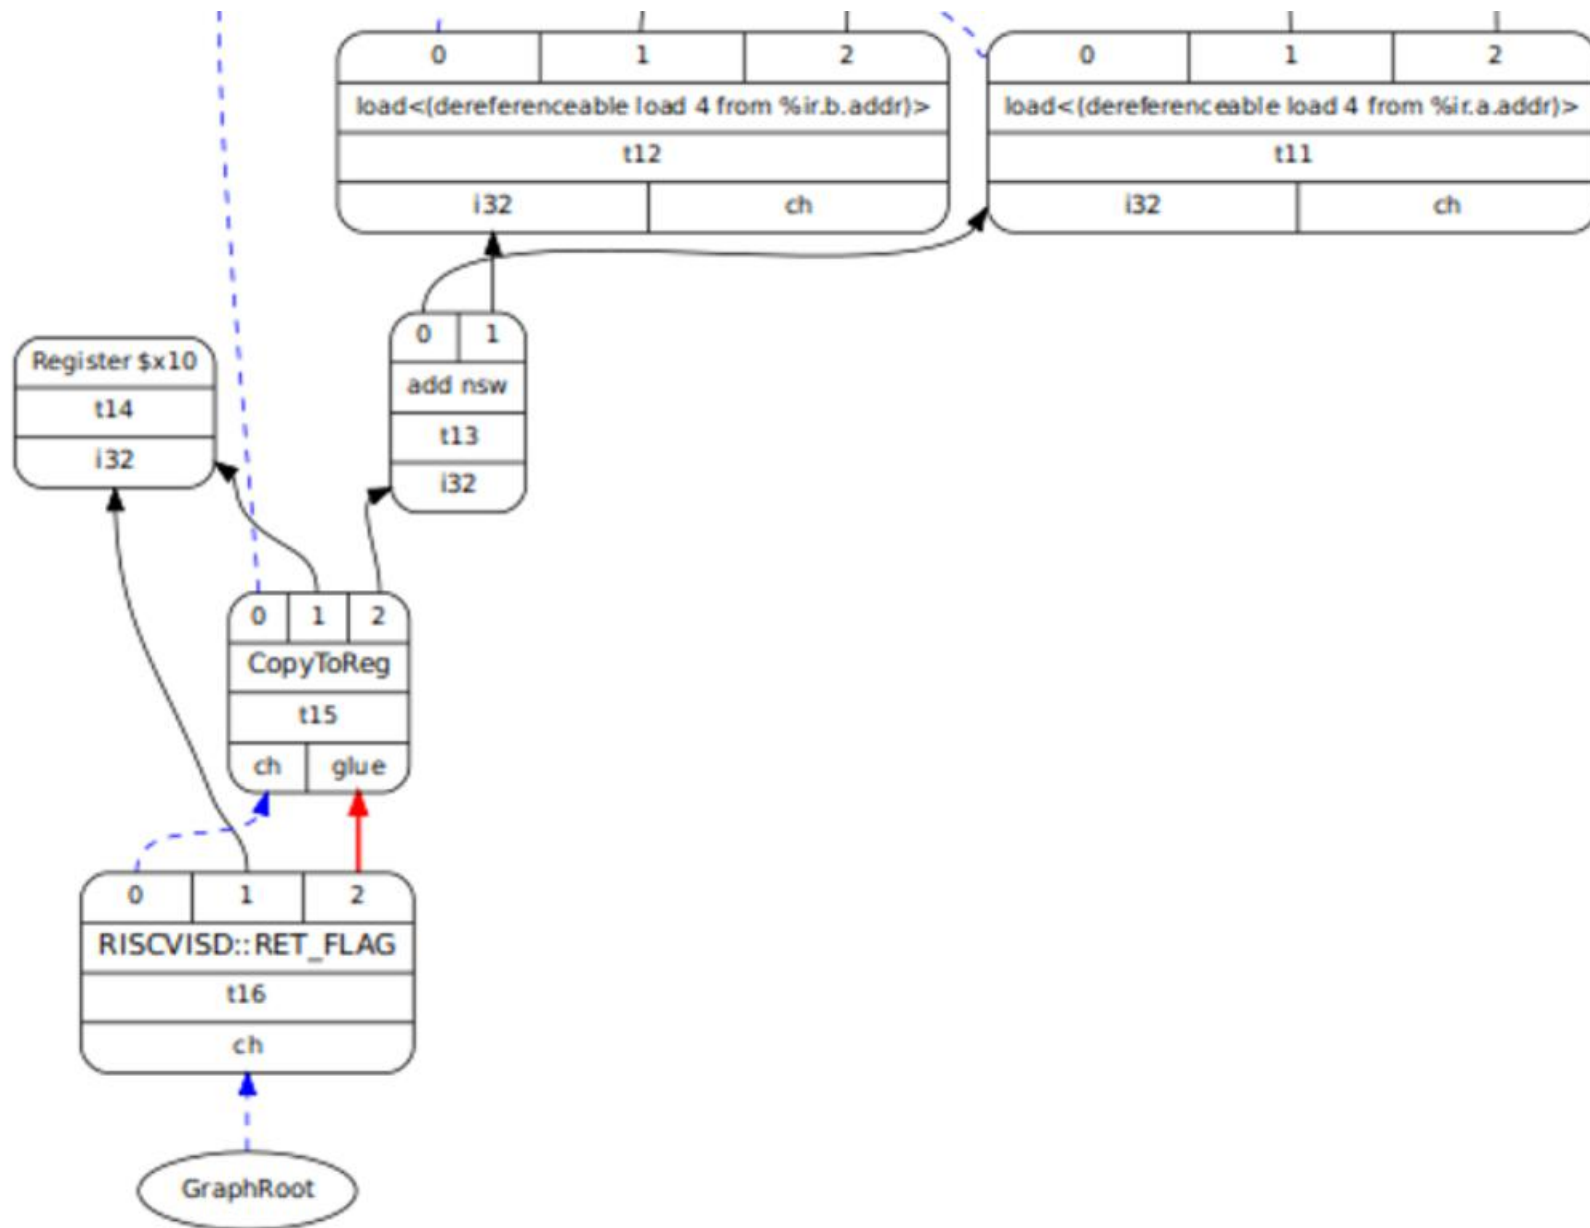 0 1 2
load<(dereferenceable load 4 from %ir.b.addr)>
t12
i32 ch
0 1 2
load<(dereferenceable load 4 from %ir.a.addr)>
t11
i32 ch
Register $x10
t14
i32
0 1
add nsw
t13
i32
0 1 2
CopyToReg
t15
ch glue
0 1 2
RISCVISD::RET_FLAG
t16
ch
GraphRoot